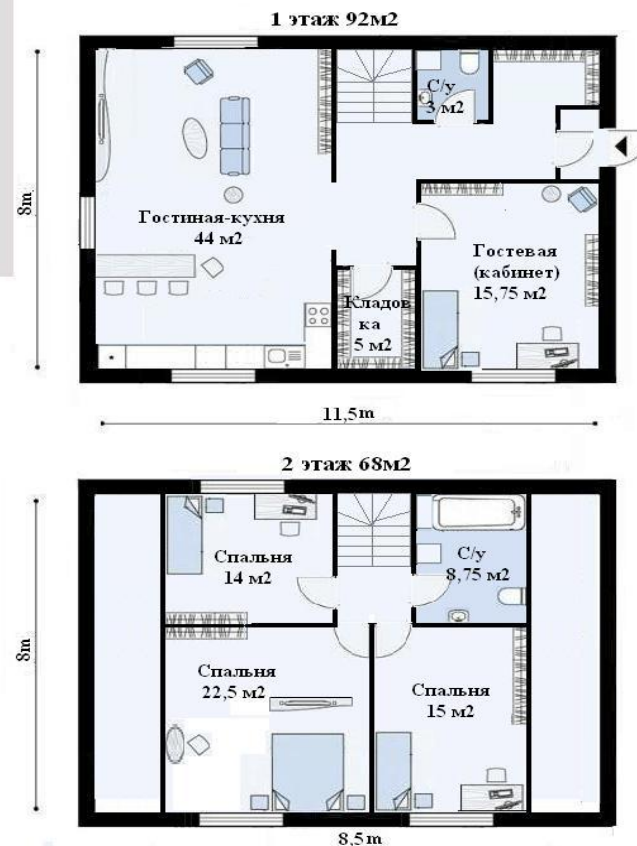 1 этаж 92м2
С/у
3 м2
8m
Гостиная-кухня
44 м2
Гостевая
(кабинет)
15,75 м2
Кладов
ка
5 м2
11,5m
2 этаж 68м2
Спальня
14 м2
С/у
8,75 м2
8m
Спальня
22,5 м2
Спальня
15 м2
8,5m